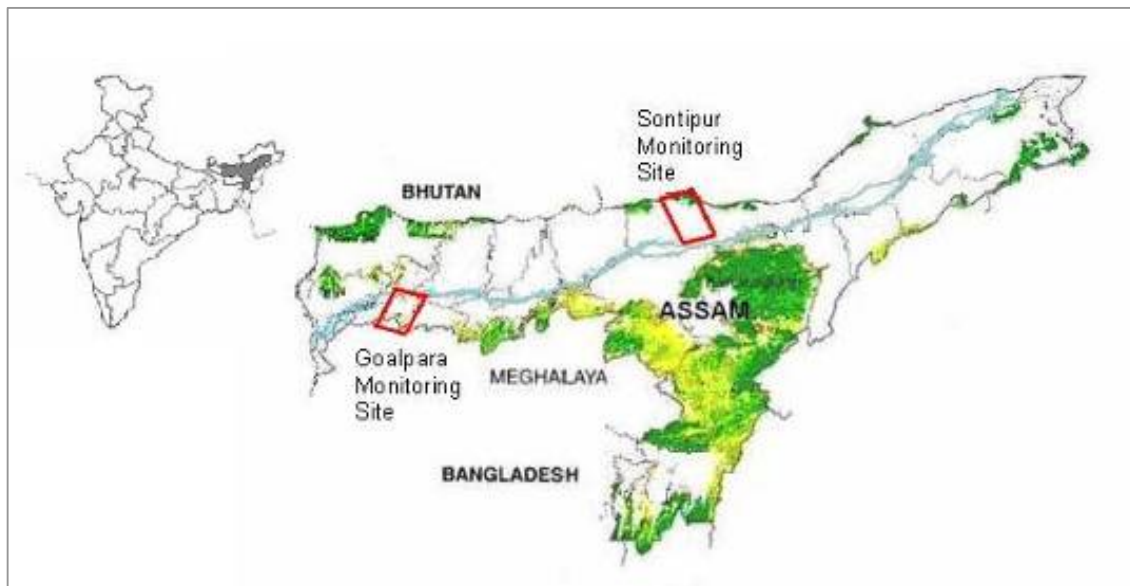 Sontipur
Monitoring
Site
BHUTAN
ASSAM
Goalpara
Monitoring
Site
MEGHALAYA
BANGLADESH